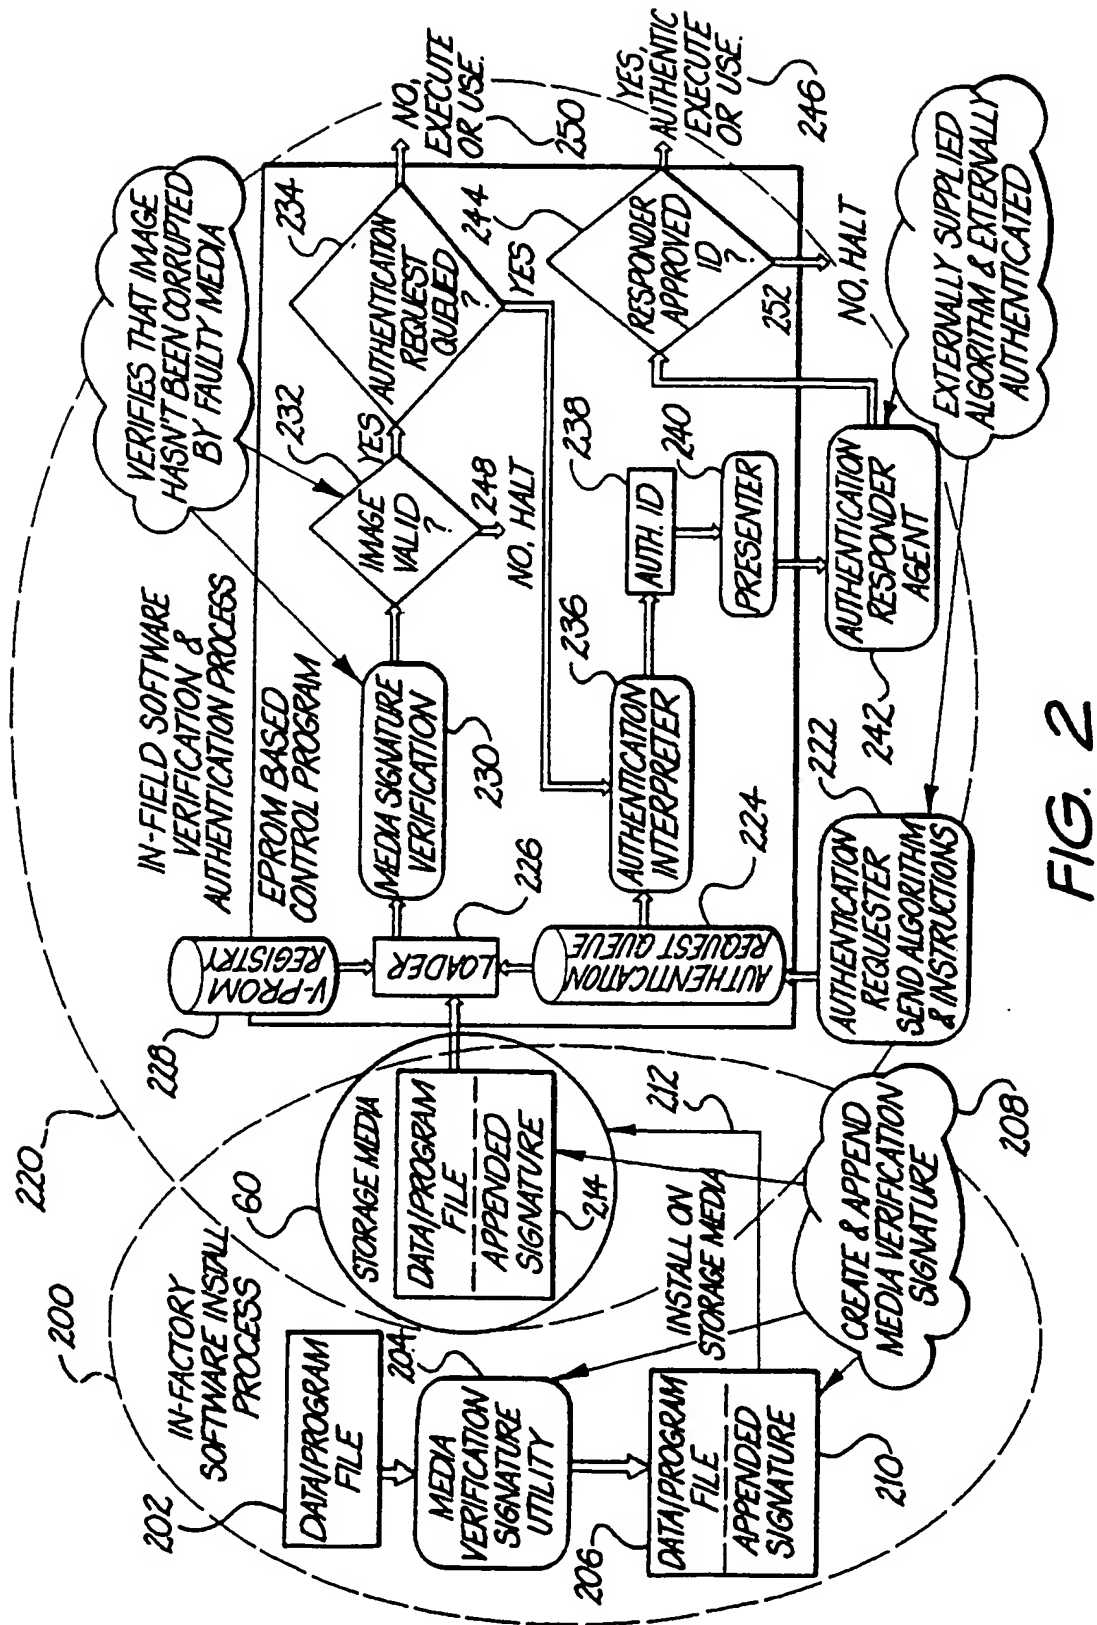 200
IN-FACTORY
SOFTWARE INSTALL
PROCESS
202
DATA/PROGRAM
FILE
204
MEDIA
VERIFICATION
SIGNATURE
UTILITY
206
DATA/PROGRAM
FILE
APPENDED
SIGNATURE
210
INSTALL ON
STORAGE MEDIA
212
CREATE & APPEND
MEDIA VERIFICATION
SIGNATURE
208
60
STORAGE MEDIA
DATA/PROGRAM
FILE
APPENDED
SIGNATURE
214
220
IN-FIELD SOFTWARE
VERIFICATION &
AUTHENTICATION PROCESS
EPROM BASED
CONTROL PROGRAM
228
V-PROM
REGISTRY
LOADER
226
AUTHENTICATION
REQUEST QUEUE
224
AUTHENTICATION
REQUESTER
SEND ALGORITHM
& INSTRUCTIONS
222
MEDIA SIGNATURE
VERIFICATION
230
VERIFIES THAT IMAGE
HASN'T BEEN CORRUPTED
BY FAULTY MEDIA
IMAGE
VALID
?
232
YES
248
NO, HALT
AUTHENTICATION
REQUEST
QUEUED
?
234
YES
NO,
EXECUTE
OR USE.
250
AUTHENTICATION
INTERPRETER
236
AUTH. ID
238
PRESENTER
240
AUTHENTICATION
RESPONDER
AGENT
242
RESPONDER
APPROVED
ID
?
244
YES,
AUTHENTIC
EXECUTE
OR USE.
246
252
NO, HALT
EXTERNALLY SUPPLIED
ALGORITHM & EXTERNALLY
AUTHENTICATED
FIG. 2